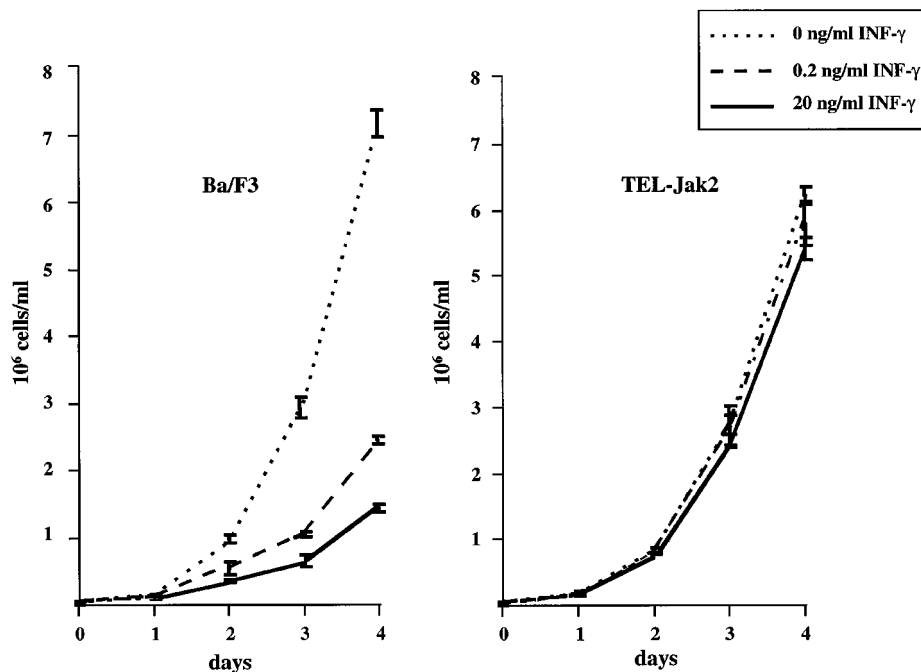 0 ng/ml INF-γ
0.2 ng/ml INF-γ
20 ng/ml INF-γ
Ba/F3
10⁶ cells/ml
8
7
6
5
4
3
2
1
0 1 2 3 4
days
TEL-Jak2
10⁶ cells/ml
8
7
6
5
4
3
2
1
0 1 2 3 4
days